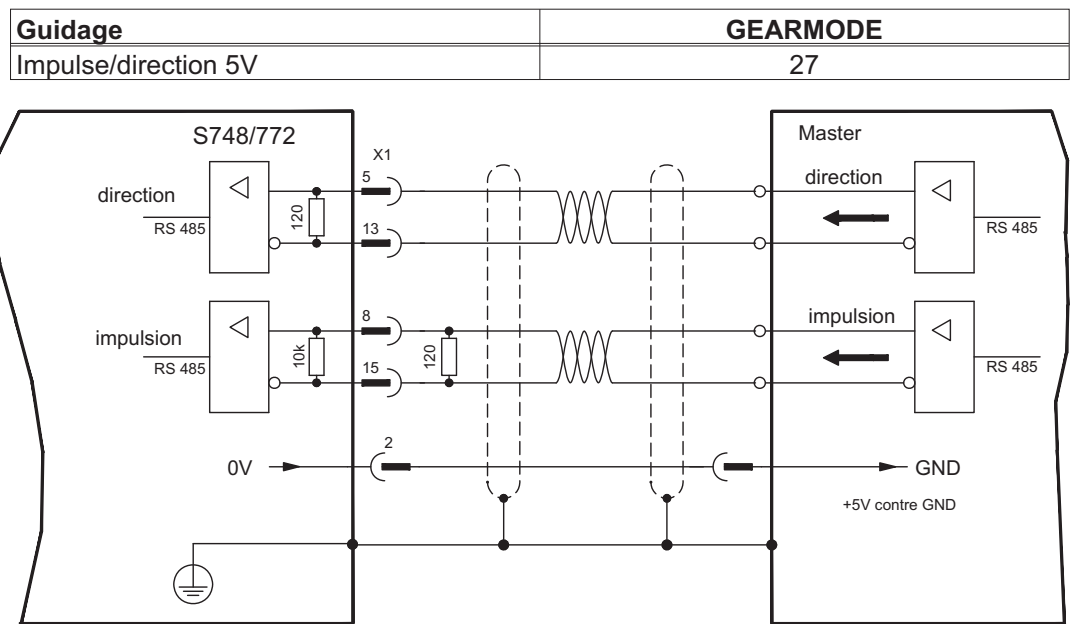 Guidage GEARMODE
Impulse/direction 5V 27
S748/772
Master
X1
direction
RS 485
120
5
13
direction
RS 485
impulsion
RS 485
10k
8
15
120
impulsion
RS 485
0V
2
GND
+5V contre GND